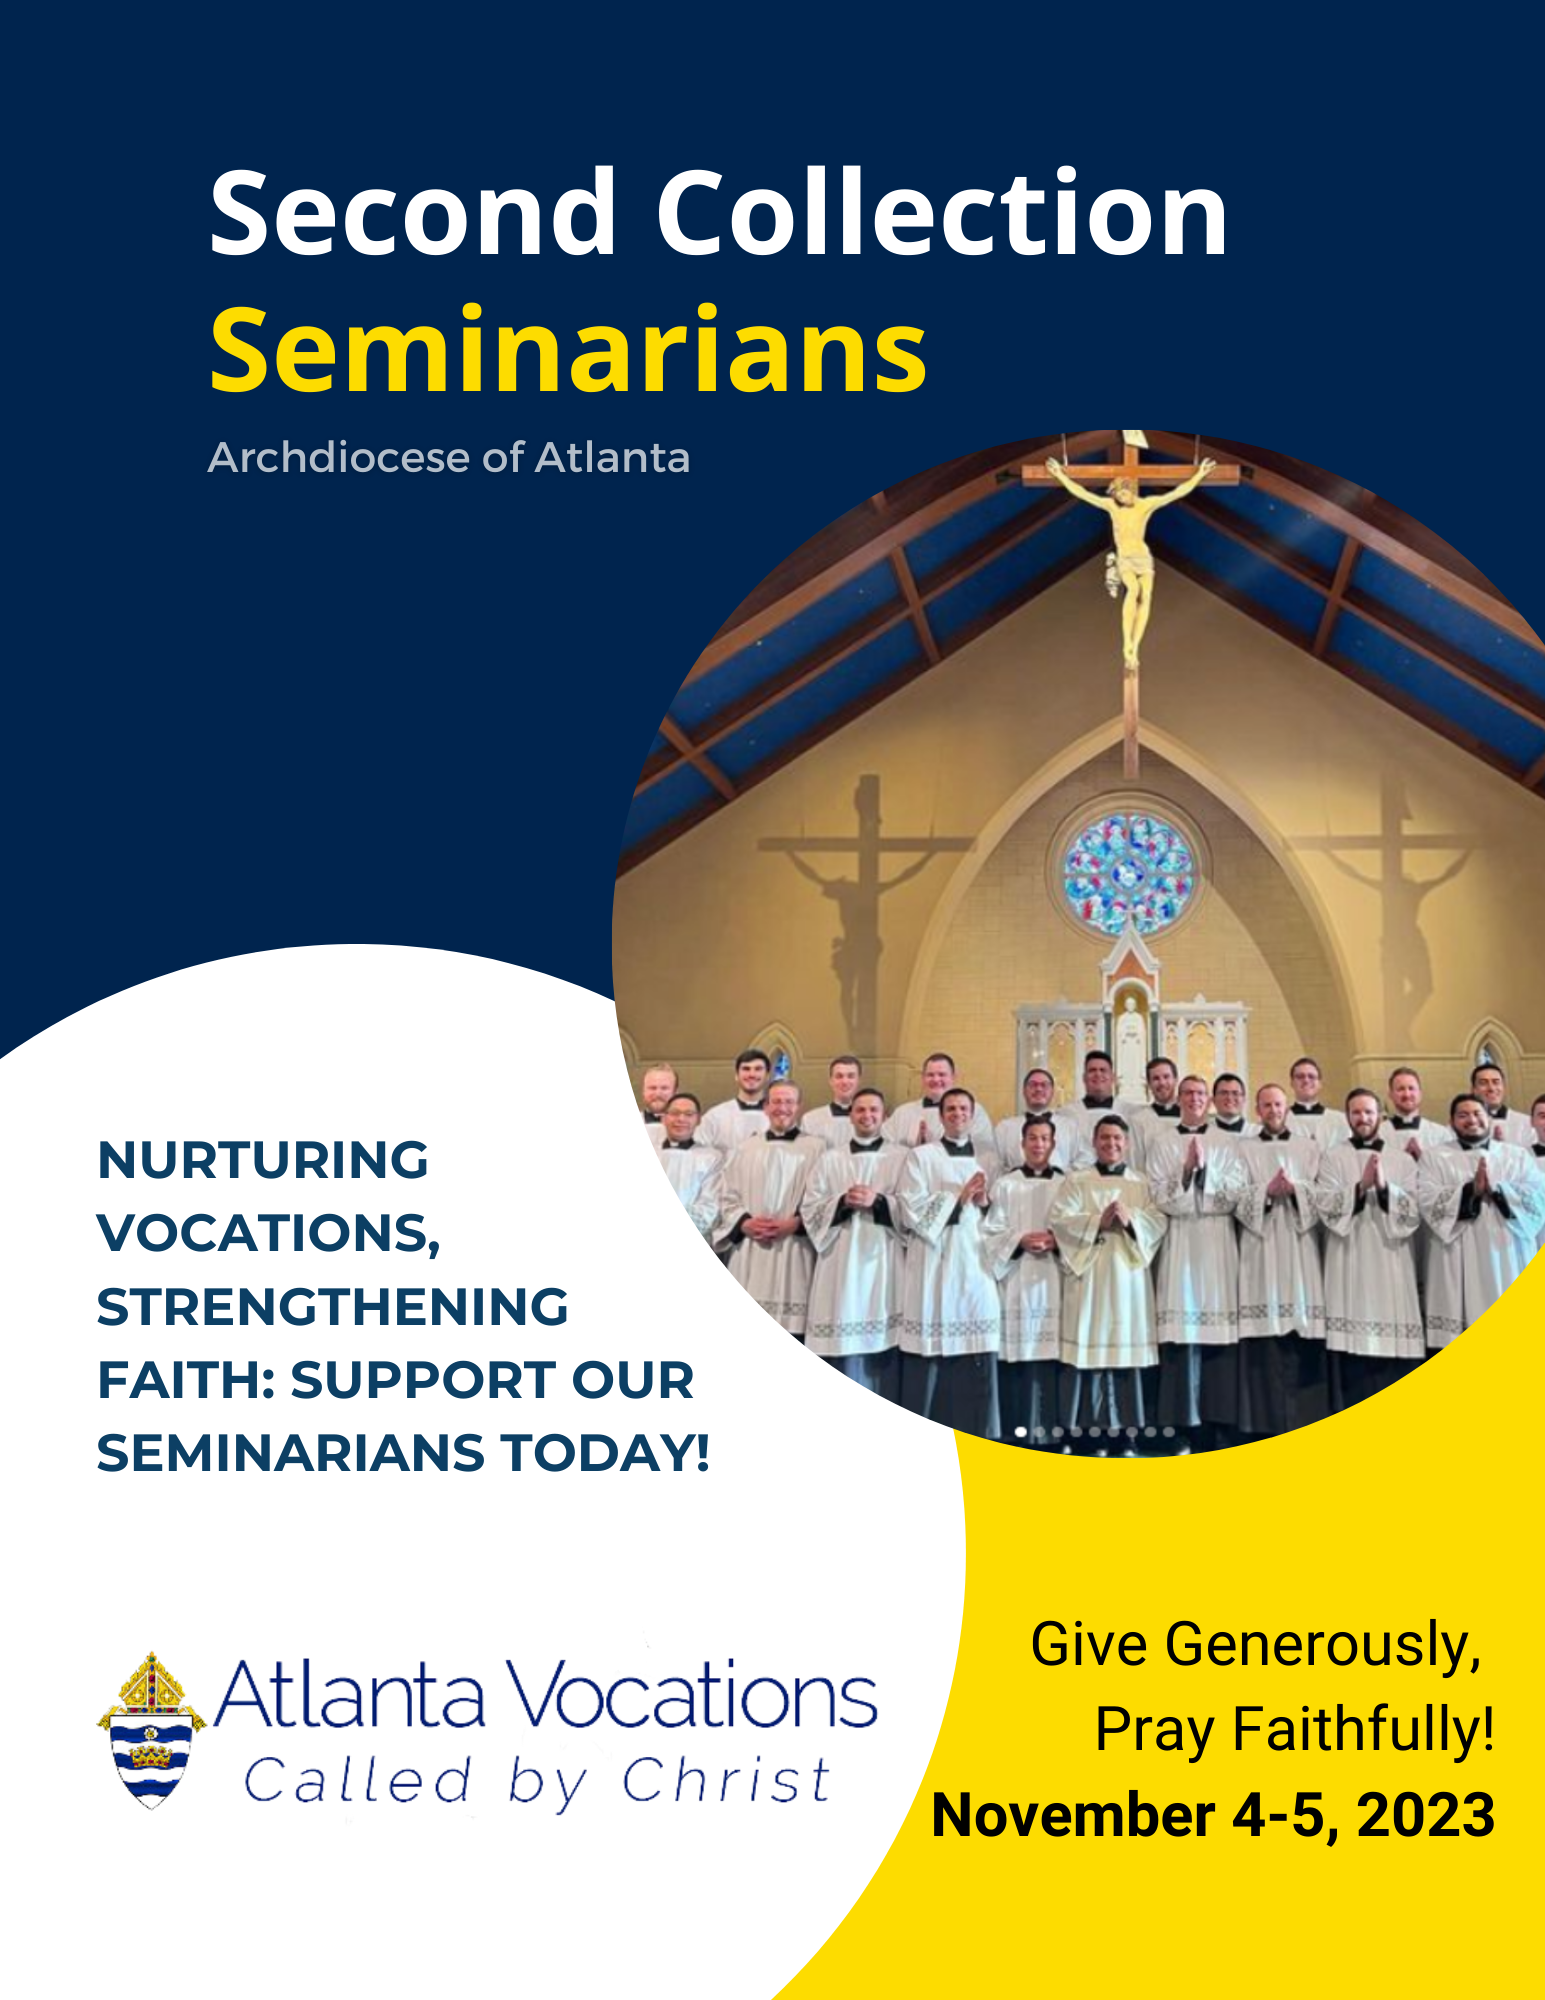 Second Collection
Seminarians
Archdiocese of Atlanta
NURTURING
VOCATIONS,
STRENGTHENING
FAITH: SUPPORT OUR
SEMINARIANS TODAY!
Atlanta Vocations
Called by Christ
Give Generously,
Pray Faithfully!
November 4-5, 2023